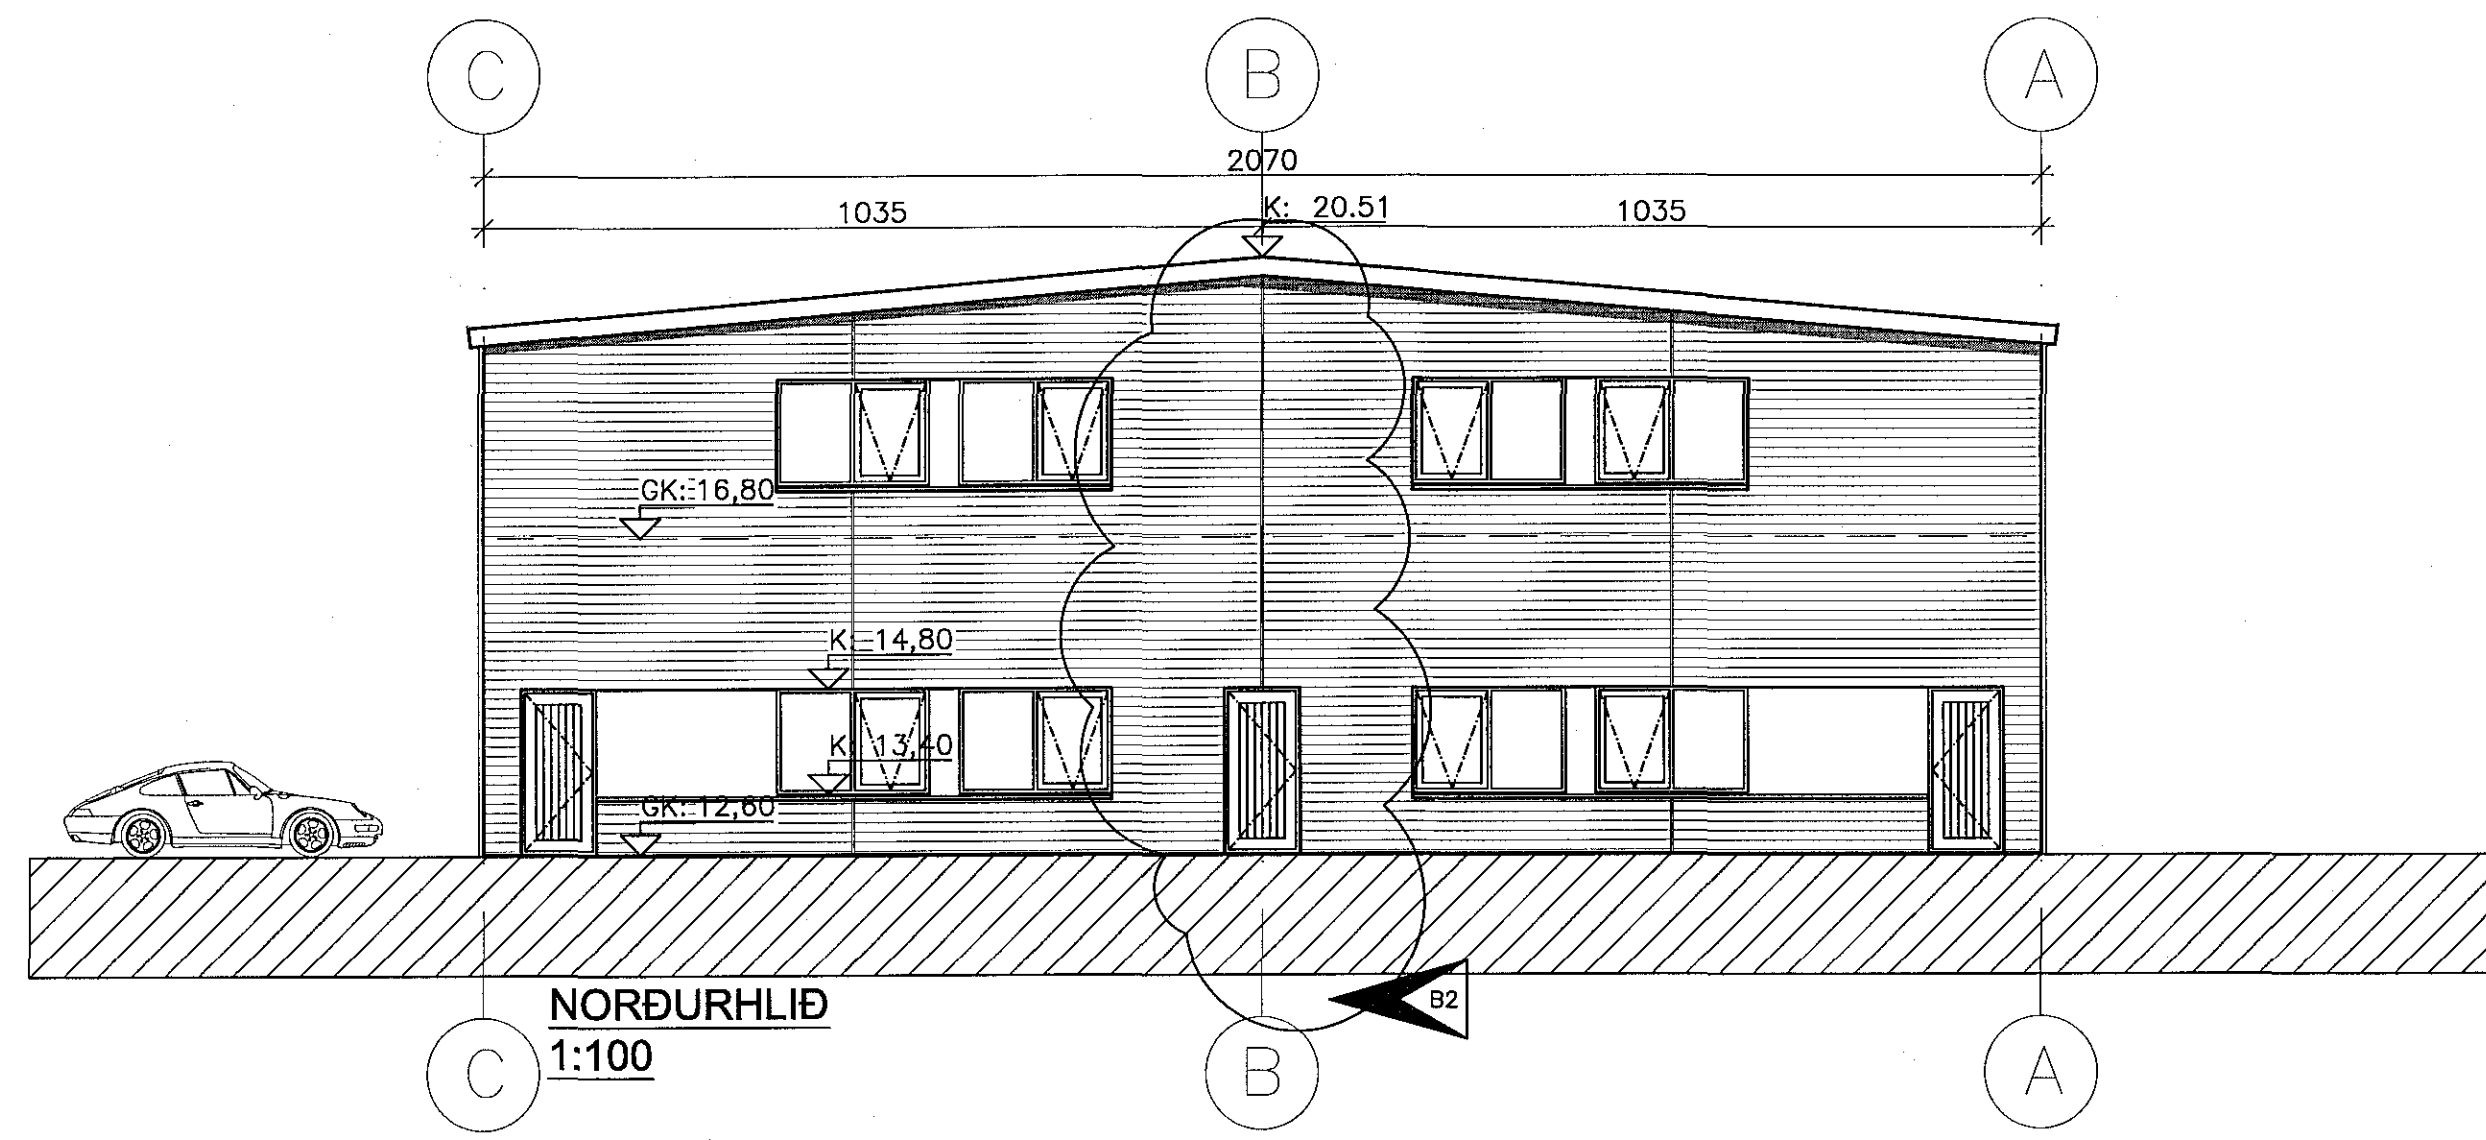 C B A
2070
1035 K: 20.51 1035
GK: 16,80
K: 14,80
K: 13,40
GK: 12,60
B2
NORÐURHLIÐ
1:100
C B A